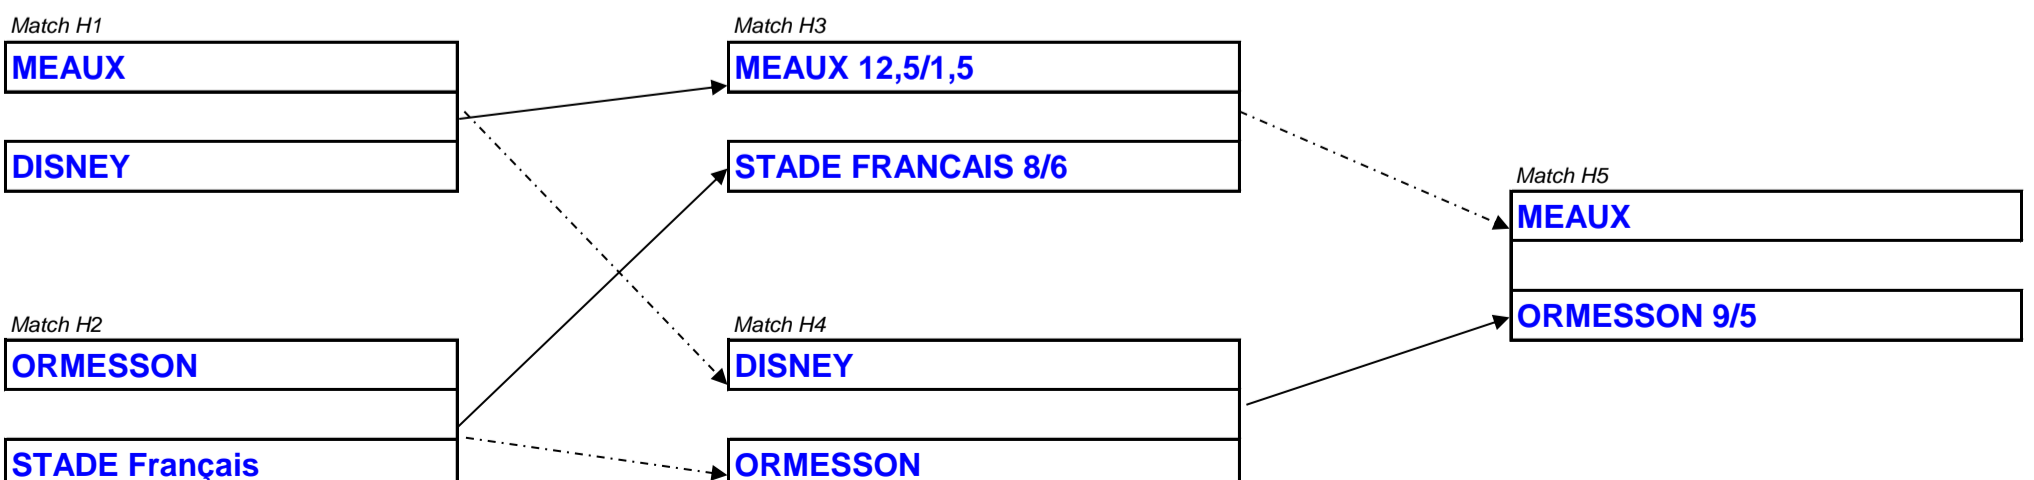 Match H1
MEAUX
DISNEY
Match H2
ORMESSON
STADE Français
Match H3
MEAUX 12,5/1,5
STADE FRANCAIS 8/6
Match H4
DISNEY
ORMESSON
Match H5
MEAUX
ORMESSON 9/5